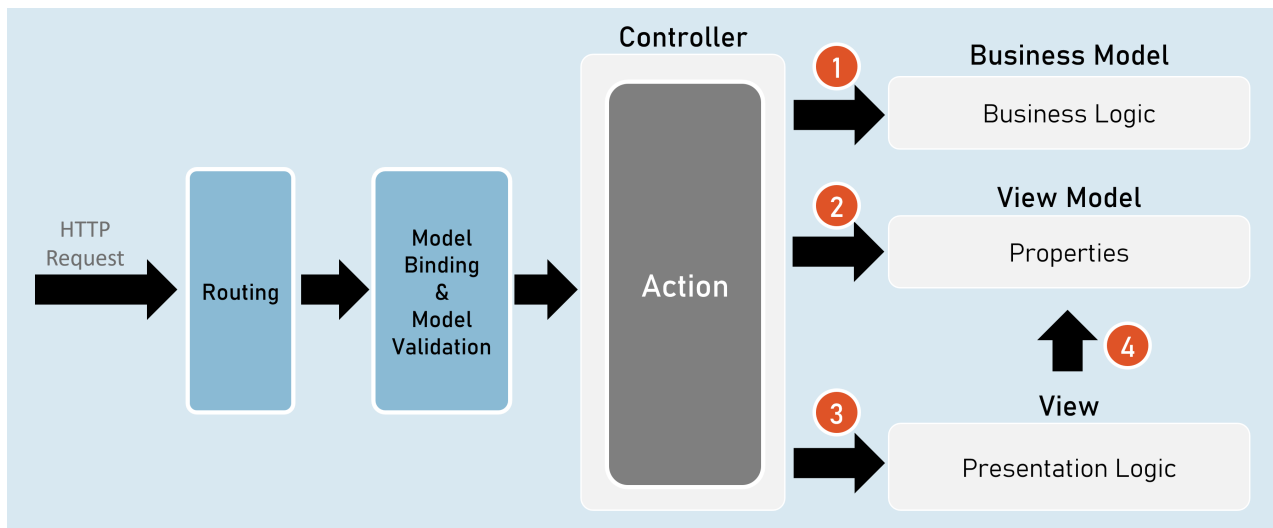 HTTP
Request
Routing
Model
Binding
&
Model
Validation
Controller
Action
1
Business Model
Business Logic
2
View Model
Properties
4
3
View
Presentation Logic